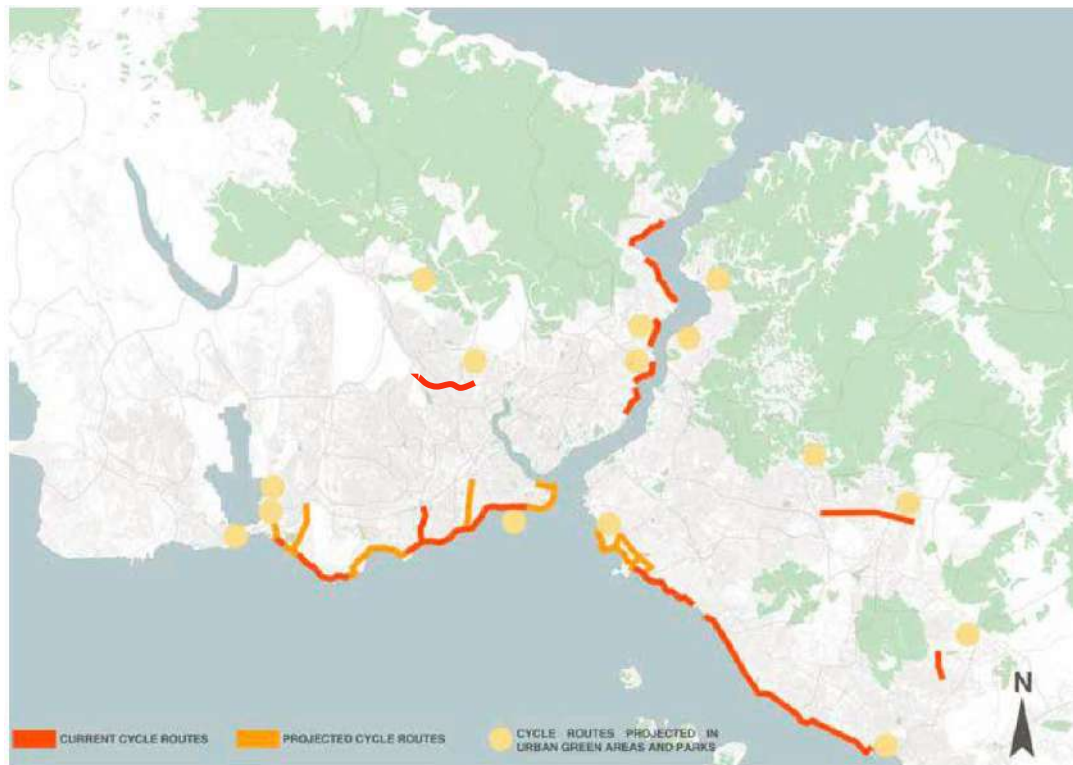 N
CURRENT CYCLE ROUTES
PROJECTED CYCLE ROUTES
CYCLE ROUTES PROJECTED IN
URBAN GREEN AREAS AND PARKS